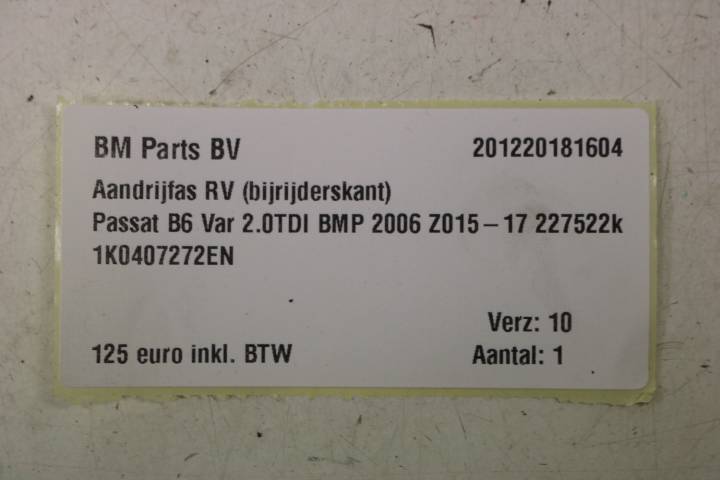 BM Parts BV 201220181604
Aandrijfas RV (bijrijderskant)
Passat B6 Var 2.0TDI BMP 2006 Z015-17 227522k
1K0407272EN
Verz: 10
125 euro inkl. BTW Aantal: 1